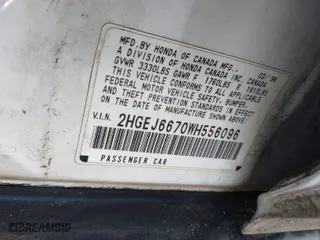 MFD. BY HONDA OF CANADA MFG.,
A DIVISION OF HONDA CANADA INC. CANADA
GVWR 3330LBS GAWR F 1760LBS R 1610LBS
THIS VEHICLE CONFORMS TO ALL APPLICABLE
FEDERAL MOTOR VEHICLE SAFETY, BUMPER,
AND THEFT PREVENTION STANDARDS IN EFFECT
ON THE DATE OF MANUFACTURE SHOWN ABOVE.
V.I.N. 2HGEJ6670WH556096
PASSENGER CAR
DREAMBID